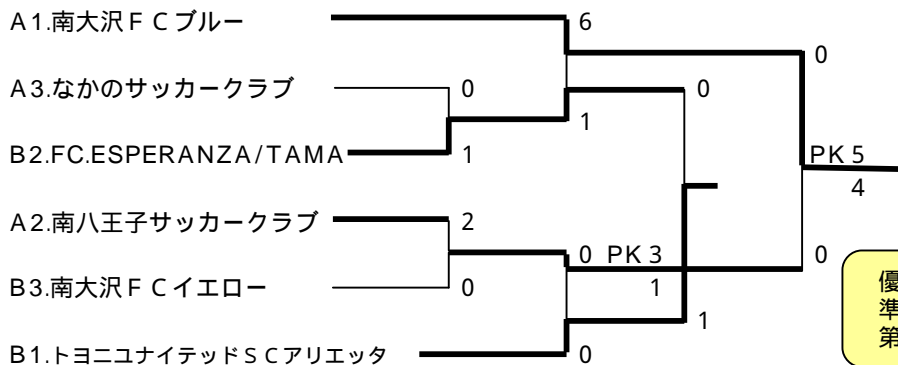 A1.南大沢ＦＣブルー
6
0
A3.なかのサッカークラブ
0
0
1
B2.FC.ESPERANZA/TAMA
1
PK 5
4
A2.南八王子サッカークラブ
2
0 PK 3
0
1
B3.南大沢ＦＣイエロー
0
1
B1.トヨニユナイテッドＳＣアリエッタ
0
優
準
第